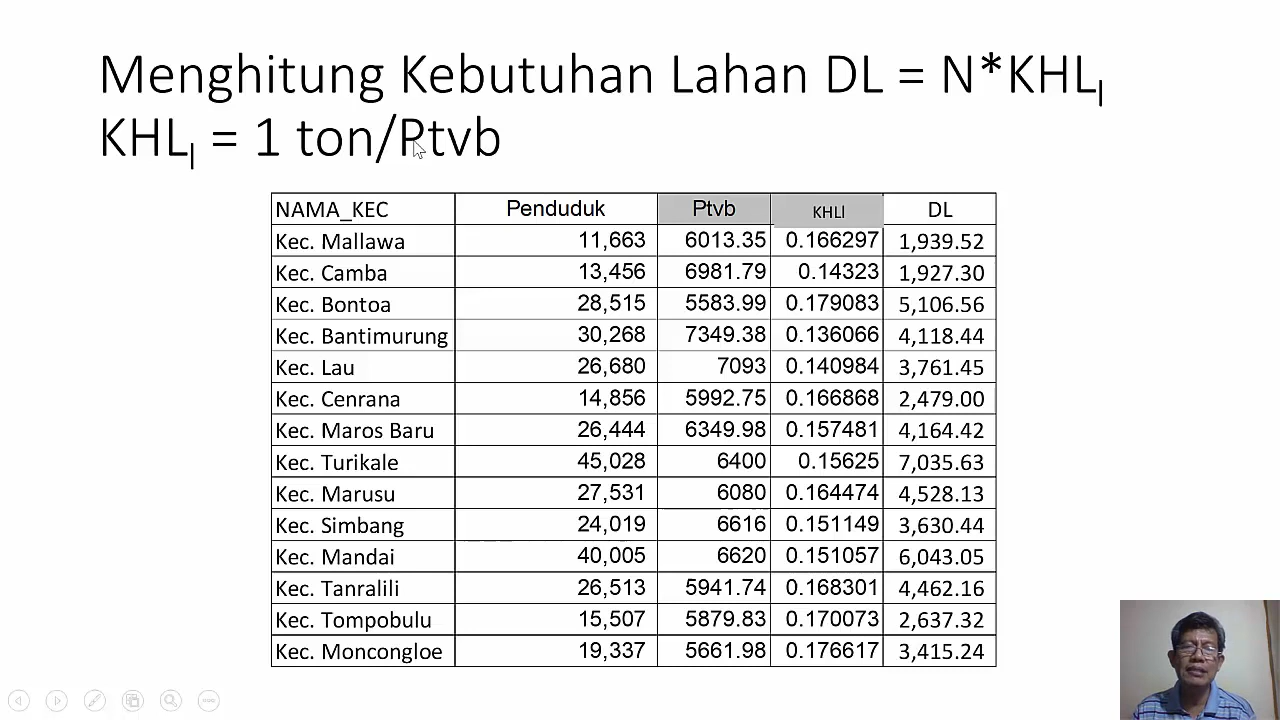 Menghitung Kebutuhan Lahan DL = N*KHLl
KHLl = 1 ton/Ptvb
NAMA_KEC Penduduk Ptvb KHLl DL
Kec. Mallawa 11,663 6013.35 0.166297 1,939.52
Kec. Camba 13,456 6981.79 0.14323 1,927.30
Kec. Bontoa 28,515 5583.99 0.179083 5,106.56
Kec. Bantimurung 30,268 7349.38 0.136066 4,118.44
Kec. Lau 26,680 7093 0.140984 3,761.45
Kec. Cenrana 14,856 5992.75 0.166868 2,479.00
Kec. Maros Baru 26,444 6349.98 0.157481 4,164.42
Kec. Turikale 45,028 6400 0.15625 7,035.63
Kec. Marusu 27,531 6080 0.164474 4,528.13
Kec. Simbang 24,019 6616 0.151149 3,630.44
Kec. Mandai 40,005 6620 0.151057 6,043.05
Kec. Tanralili 26,513 5941.74 0.168301 4,462.16
Kec. Tompobulu 15,507 5879.83 0.170073 2,637.32
Kec. Moncongloe 19,337 5661.98 0.176617 3,415.24